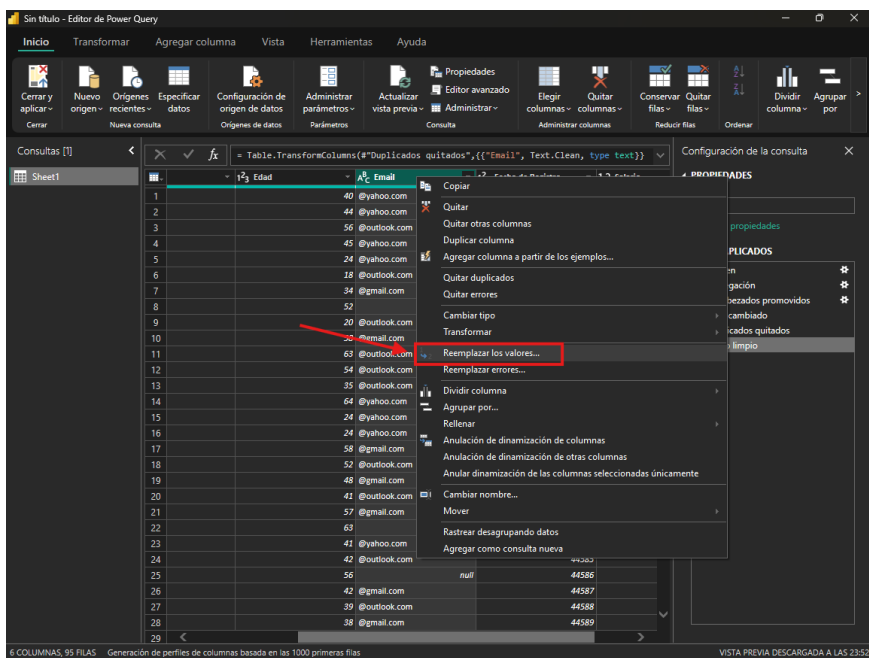 Sin título - Editor de Power Query
Inicio Transformar Agregar columna Vista Herramientas Ayuda
Cerrar y aplicar
Nuevo origen
Orígenes recientes
Especificar datos
Configuración de origen de datos
Administrar parámetros
Actualizar vista previa
Propiedades
Editor avanzado
Administrar
Elegir columnas
Quitar columnas
Conservar filas
Quitar filas
Dividir columna
Agrupar por
Cerrar Nueva consulta Orígenes de datos Parámetros Consulta Administrar columnas Reducir filas Ordenar
Consultas [1]
Sheet1
fx = Table.TransformColumns(#"Duplicados quitados",{{"Email", Text.Clean, type text}})
Configuración de la consulta
PROPIEDADES
propiedades
Edad Email
1 40 @yahoo.com
2 44 @yahoo.com
3 56 @outlook.com
4 45 @yahoo.com
5 24 @yahoo.com
6 18 @outlook.com
7 34 @gmail.com
8 52
9 20 @outlook.com
10 @email.com
11 63 @outlook.com
12 54 @outlook.com
13 35 @outlook.com
14 64 @yahoo.com
15 24 @yahoo.com
16 24 @yahoo.com
17 58 @gmail.com
18 52 @outlook.com
19 48 @gmail.com
20 41 @outlook.com
21 57 @gmail.com
22 63
23 41 @yahoo.com
24 42 @outlook.com 44585
25 56 null 44586
26 42 @gmail.com 44587
27 39 @outlook.com 44588
28 38 @gmail.com 44589
29
Copiar
Quitar
Quitar otras columnas
Duplicar columna
Agregar columna a partir de los ejemplos...
Quitar duplicados
Quitar errores
Cambiar tipo
Transformar
Reemplazar los valores...
Reemplazar errores...
Dividir columna
Agrupar por...
Rellenar
Anulación de dinamización de columnas
Anulación de dinamización de otras columnas
Anular dinamización de las columnas seleccionadas únicamente
Cambiar nombre...
Mover
Rastrear desagrupando datos
Agregar como consulta nueva
PLICADOS
en
gación
bezados promovidos
cambiado
icados quitados
limpio
6 COLUMNAS, 95 FILAS Generación de perfiles de columnas basada en las 1000 primeras filas
VISTA PREVIA DESCARGADA A LAS 23:52